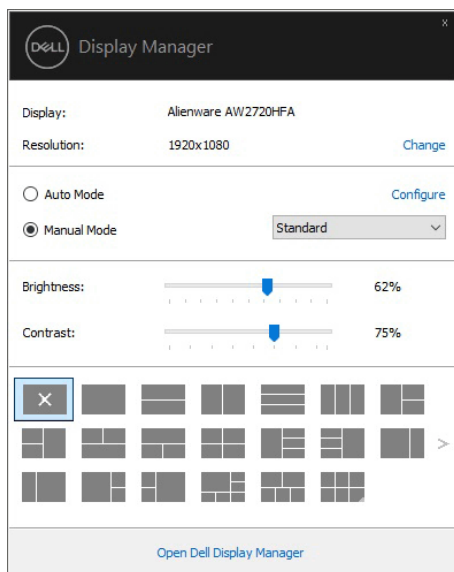 x
DELL Display Manager
Display: Alienware AW2720HFA
Resolution: 1920x1080 Change
Auto Mode Configure
Manual Mode Standard
Brightness: 62%
Contrast: 75%
Open Dell Display Manager